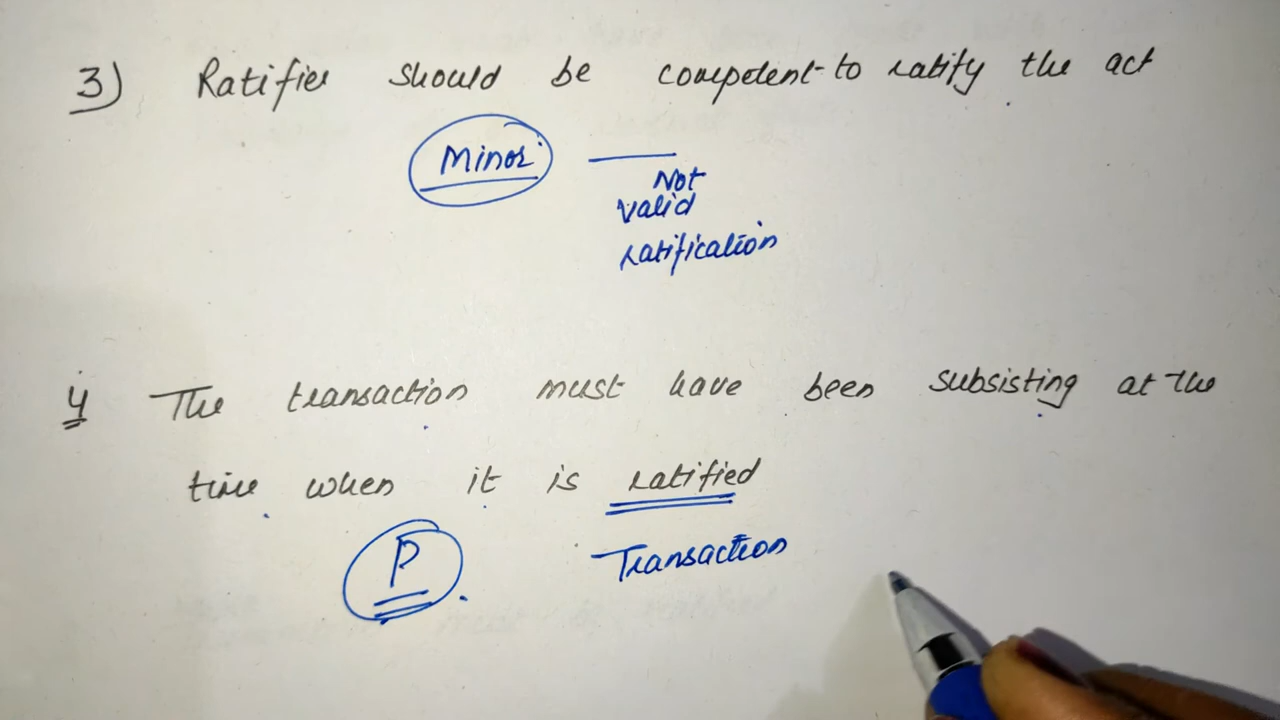 3) Ratifier should be competent to ratify the act
Minor
Not
valid
ratification
4 The transaction must have been subsisting at the
time when it is ratified
P
Transaction